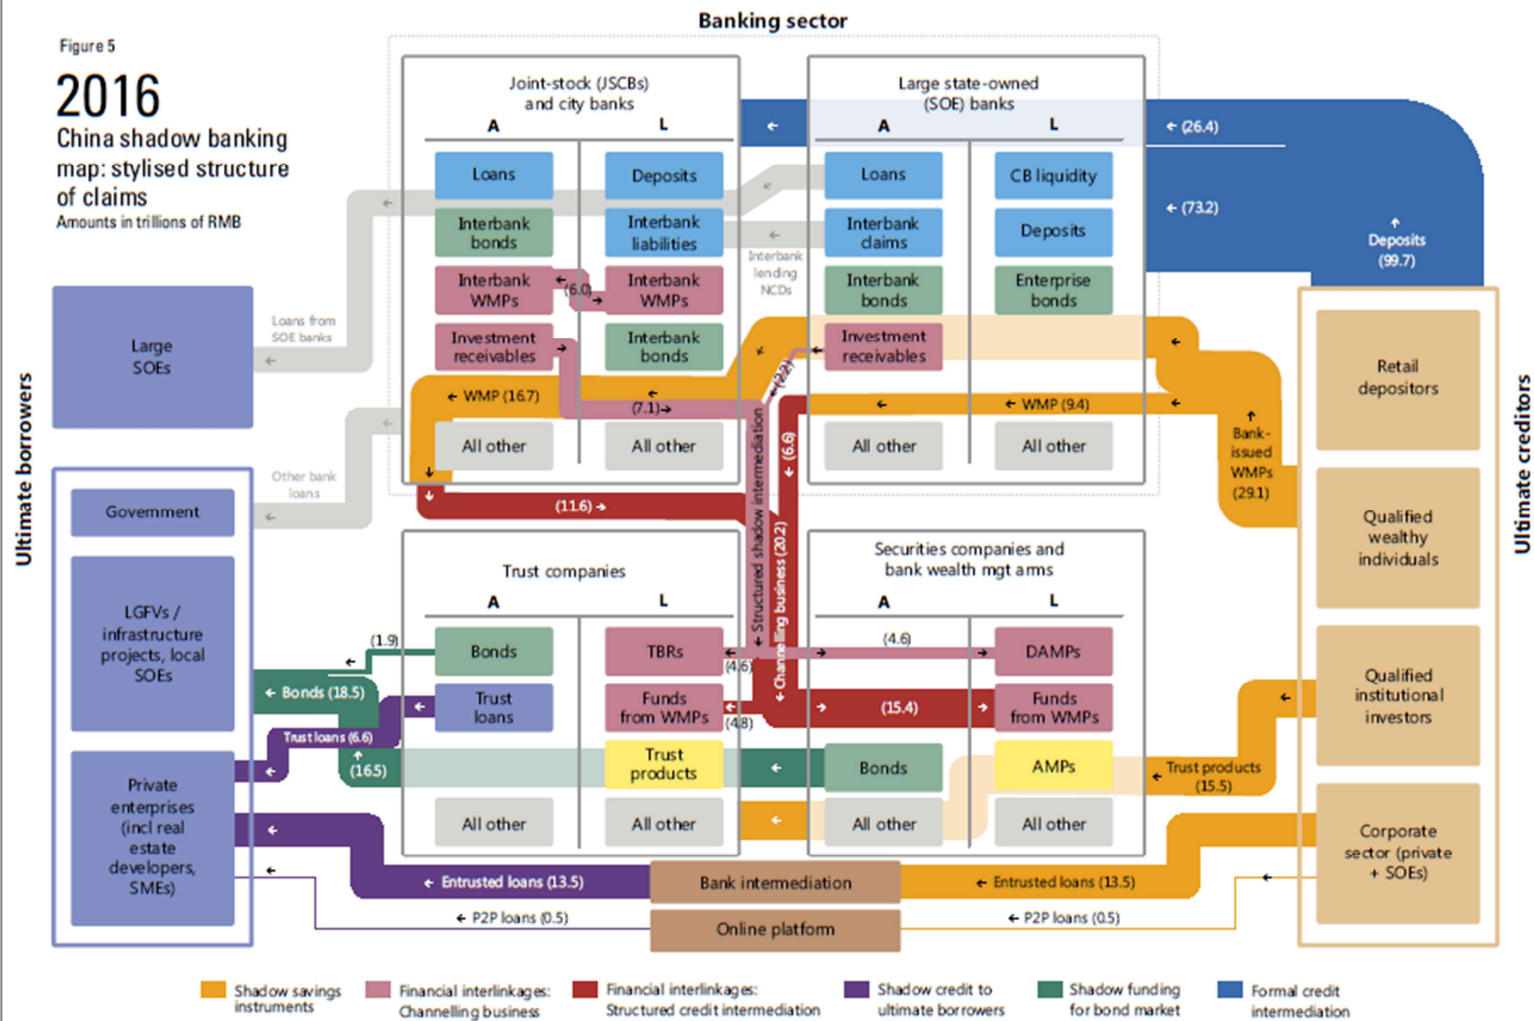 Banking sector
Figure 5
2016
China shadow banking
map: stylised structure
of claims
Amounts in trillions of RMB
Joint-stock (JSCBs)
and city banks
A
L
Loans
Deposits
Interbank
bonds
Interbank
liabilities
Interbank
WMPs
(6.0)
Interbank
WMPs
Investment
receivables
Interbank
bonds
← WMP (16.7)
(7.1)→
All other
All other
Large state-owned
(SOE) banks
A
L
Loans
CB liquidity
Interbank
claims
Deposits
Interbank
bonds
Enterprise
bonds
Investment
receivables
← WMP (9.4)
All other
All other
Interbank
lending
NCDs
(2.2)
(6.6)
← (26.4)
← (73.2)
Deposits
(99.7)
Ultimate borrowers
Large
SOEs
Loans from
SOE banks
Other bank
loans
Government
LGFVs /
infrastructure
projects, local
SOEs
Private
enterprises
(incl real
estate
developers,
SMEs)
(11.6) →
← Structured shadow intermediation
← Channelling business (20.2)
Trust companies
A
L
Bonds
TBRs
Trust
loans
Funds
from WMPs
Trust
products
All other
All other
(1.9)
← Bonds (18.5)
Trust loans (6.6)
(16.5)
(4.6)
(4.8)
Securities companies and
bank wealth mgt arms
A
L
(4.6)
DAMPs
(15.4)
Funds
from WMPs
Bonds
AMPs
All other
All other
Bank-
issued
WMPs
(29.1)
Trust products
(15.5)
Retail
depositors
Qualified
wealthy
individuals
Qualified
institutional
investors
Corporate
sector (private
+ SOEs)
Ultimate creditors
← Entrusted loans (13.5)
Bank intermediation
← Entrusted loans (13.5)
← P2P loans (0.5)
Online platform
← P2P loans (0.5)
Shadow savings
instruments
Financial interlinkages:
Channelling business
Financial interlinkages:
Structured credit intermediation
Shadow credit to
ultimate borrowers
Shadow funding
for bond market
Formal credit
intermediation